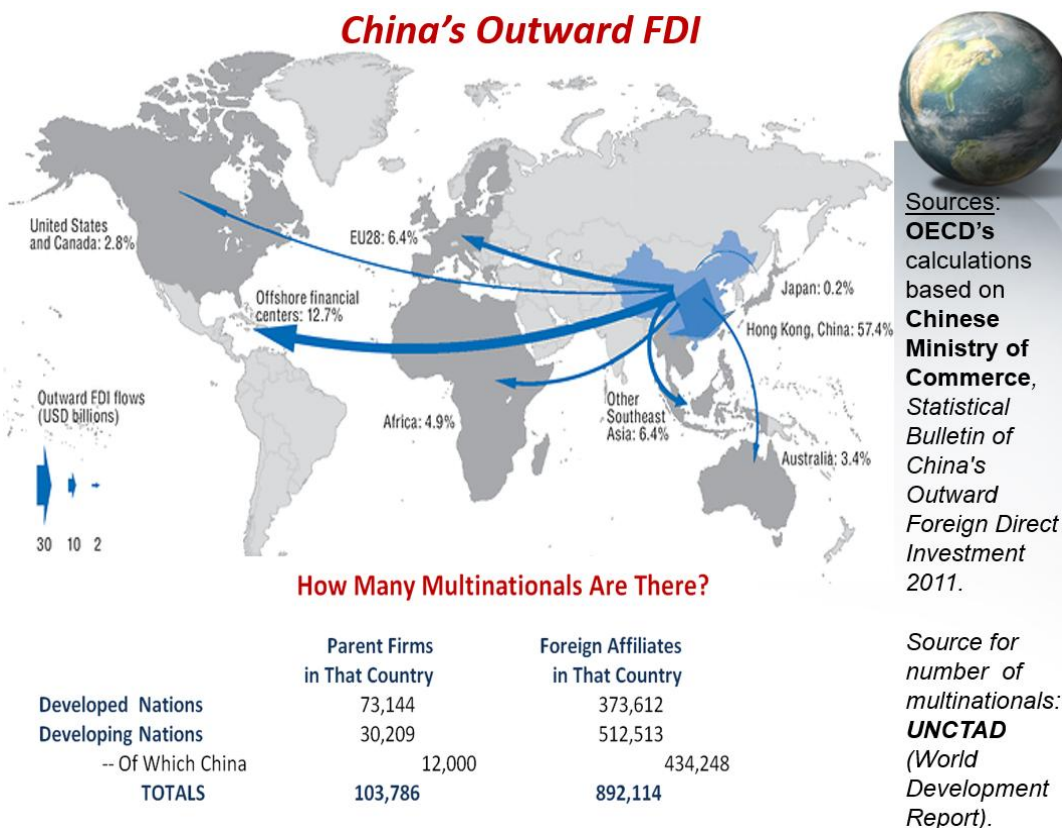 China's Outward FDI
United States
and Canada: 2.8%
EU28: 6.4%
Offshore financial
centers: 12.7%
Japan: 0.2%
Hong Kong, China: 57.4%
Outward FDI flows
(USD billions)
30 10 2
Africa: 4.9%
Other
Southeast
Asia: 6.4%
Australia: 3.4%
How Many Multinationals Are There?
Parent Firms Foreign Affiliates
in That Country in That Country
Developed Nations 73,144 373,612
Developing Nations 30,209 512,513
-- Of Which China 12,000 434,248
TOTALS 103,786 892,114
Sources:
OECD's
calculations
based on
Chinese
Ministry of
Commerce,
Statistical
Bulletin of
China's
Outward
Foreign Direct
Investment
2011.
Source for
number of
multinationals:
UNCTAD
(World
Development
Report).